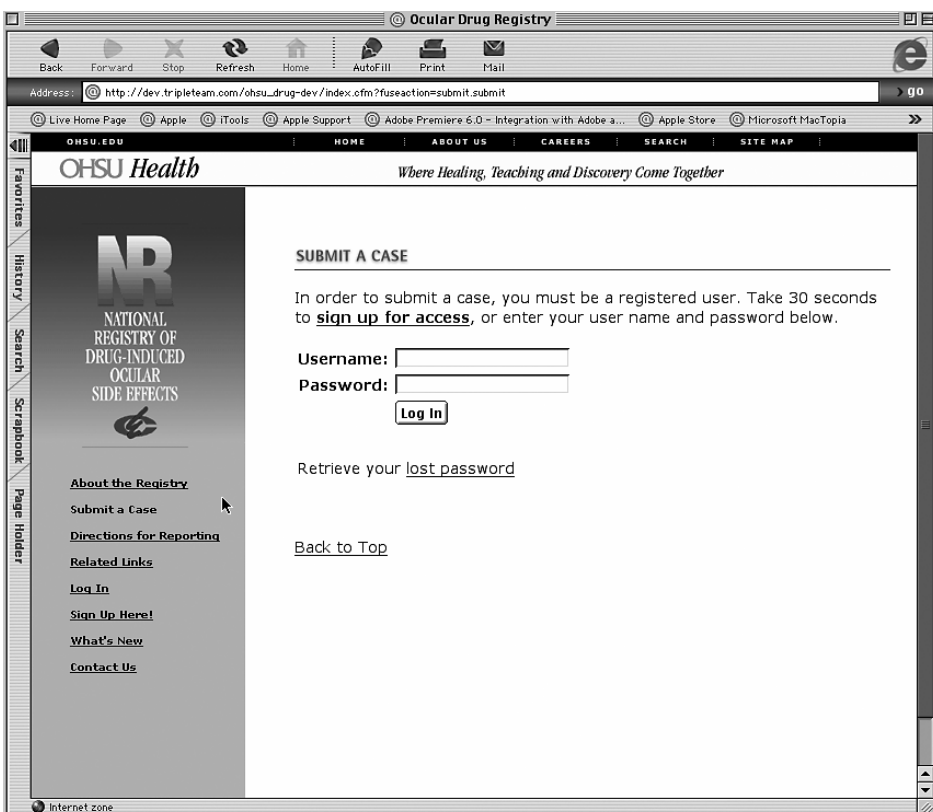 Ocular Drug Registry
Back Forward Stop Refresh Home AutoFill Print Mail
Address: http://dev.tripleteam.com/ohsu_drug-dev/index.cfm?fuseaction=submit.submit go
Live Home Page Apple iTools Apple Support Adobe Premiere 6.0 - Integration with Adobe a... Apple Store Microsoft MacTopia
OHSU.EDU HOME ABOUT US CAREERS SEARCH SITE MAP
OHSU Health Where Healing, Teaching and Discovery Come Together
Favorites
History
Search
Scrapbook
Page Holder
NR
NATIONAL
REGISTRY OF
DRUG-INDUCED
OCULAR
SIDE EFFECTS
About the Registry
Submit a Case
Directions for Reporting
Related Links
Log In
Sign Up Here!
What's New
Contact Us
SUBMIT A CASE
In order to submit a case, you must be a registered user. Take 30 seconds
to sign up for access, or enter your user name and password below.
Username:
Password:
Log In
Retrieve your lost password
Back to Top
Internet zone